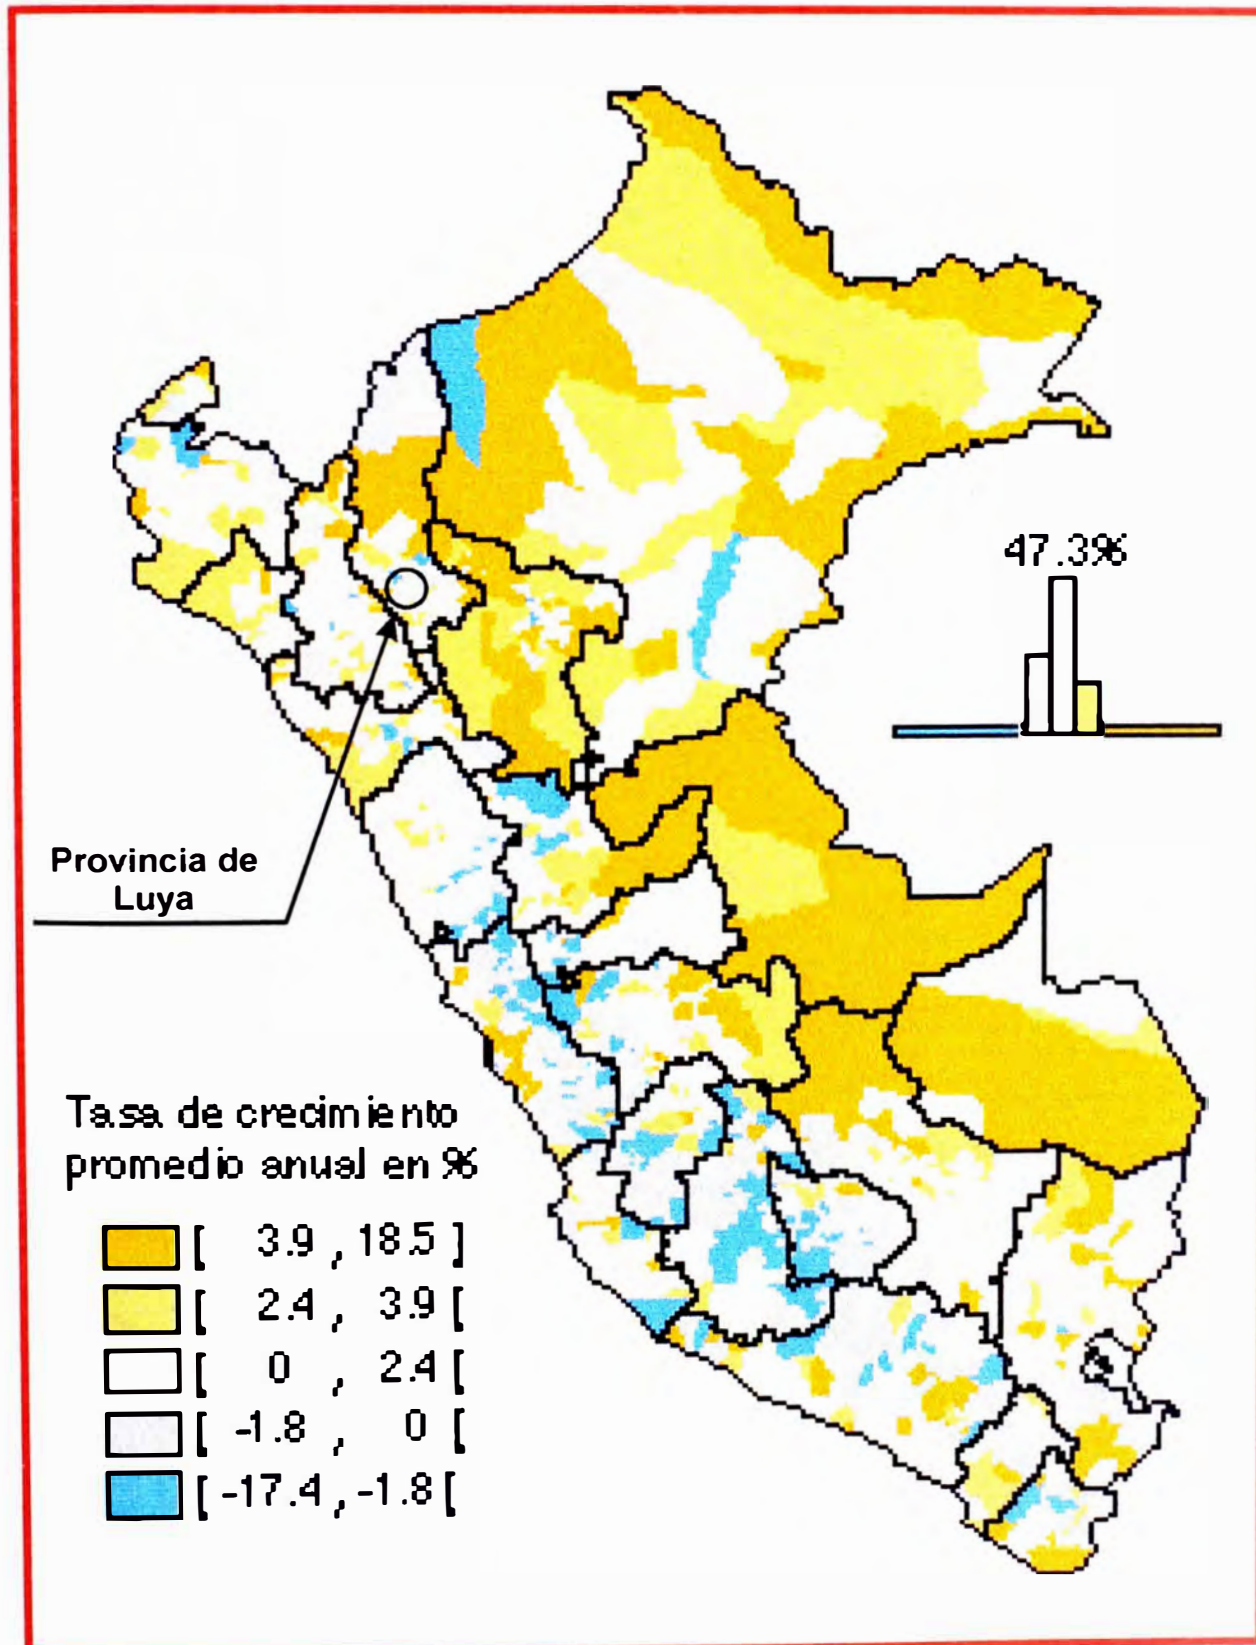 47.3%
Provincia de
Luya
Tasa de crecimiento
promedio anual en %
[ 3.9 , 18.5 ]
[ 2.4 , 3.9 [
[ 0 , 2.4 [
[ -1.8 , 0 [
[ -17.4 , -1.8 [